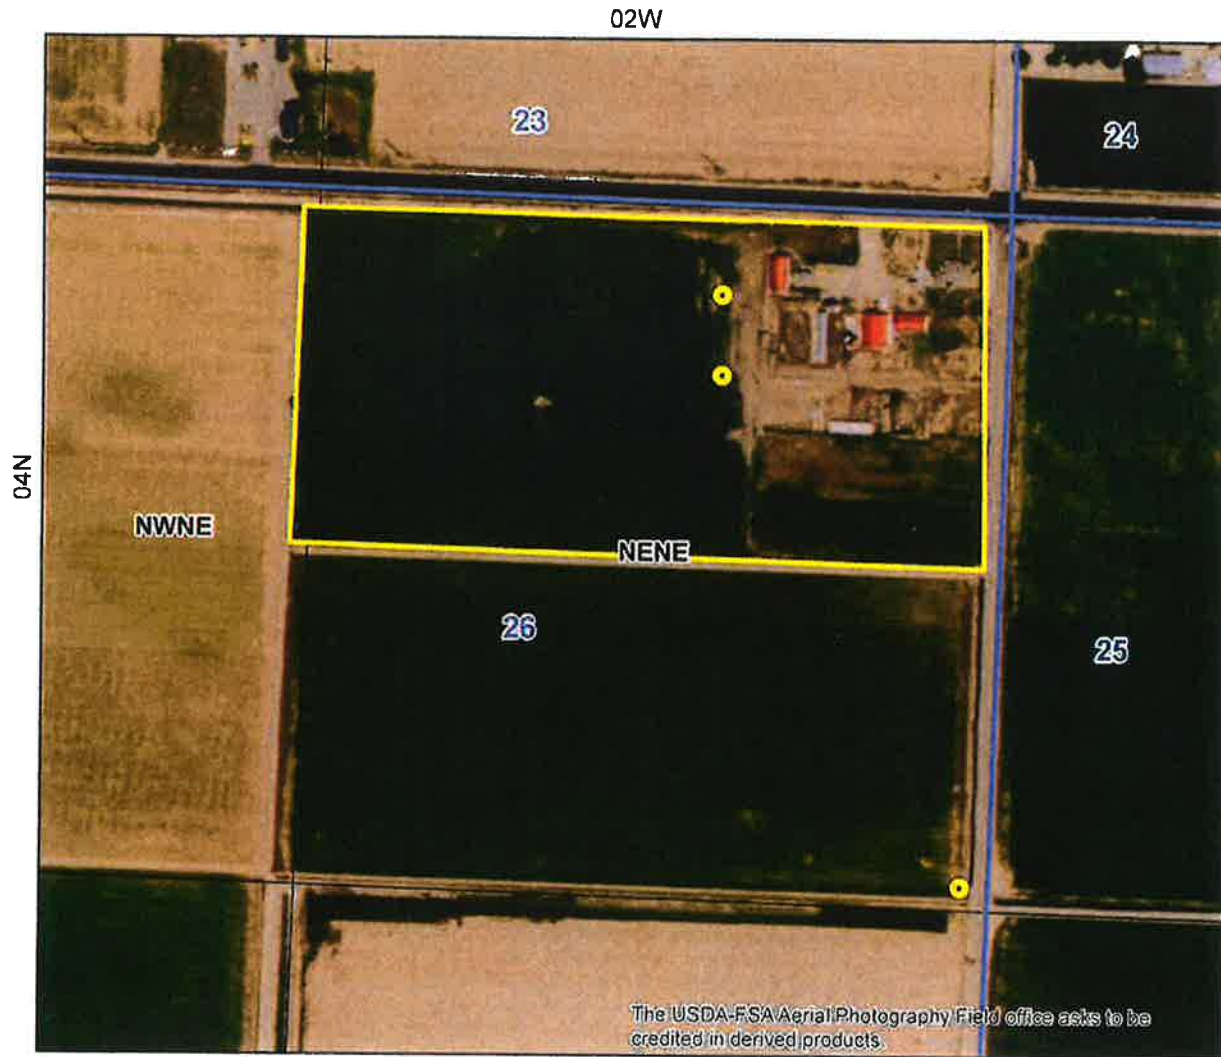 02W
23
24
04N
NWNE
NENE
26
25
The USDA-FSA Aerial Photography Field office asks to be
credited in derived products.